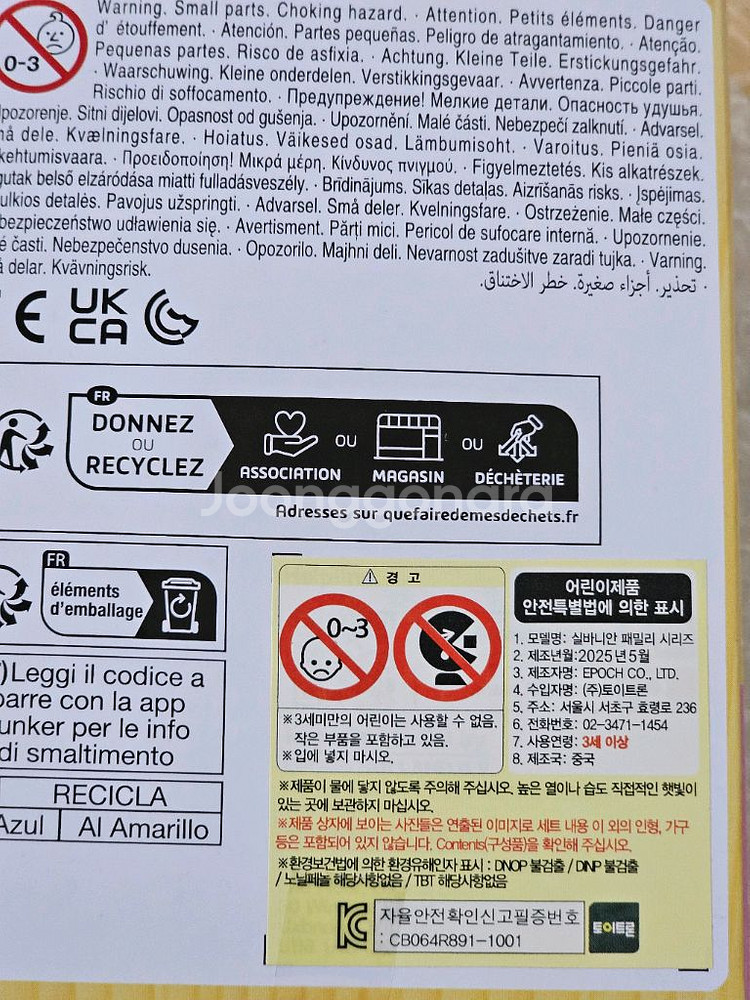 Warning. Small parts. Choking hazard. · Attention. Petits éléments. Danger
d' étouffement. · Atención. Partes pequeñas. Peligro de atragantamiento. · Atenção.
0-3
Pequenas partes. Risco de asfixia. · Achtung. Kleine Teile. Erstickungsgefahr.
· Waarschuwing. Kleine onderdelen. Verstikkingsgevaar. · Avvertenza. Piccole parti.
Rischio di soffocamento. · Предупреждение! Мелкие детали. Опасность удушья.
pozorenje. Sitni dijelovi. Opasnost od gušenja. · Upozornění. Malé části. Nebezpečí zalknutí. · Advarsel.
må dele. Kvælningsfare. · Hoiatus. Väikesed osad. Lämbumisoht. · Varoitus. Pieniä osia.
kehtumisvaara. · Προειδοποίηση! Μικρά μέρη. Κίνδυνος πνιγμού. · Figyelmeztetés. Kis alkatrészek.
gutak belső elzáródása miatti fulladásveszély. · Brīdinājums. Sīkas detaļas. Aizrīšanās risks. · Įspėjimas.
ulkios detalės. Pavojus užspringti. · Advarsel. Små deler. Kvelningsfare. · Ostrzeżenie. Małe części.
bezpieczeństwo udławienia się. · Avertisment. Părți mici. Pericol de sufocare internă. · Upozornenie.
é časti. Nebezpečenstvo dusenia. · Opozorilo. Majhni deli. Nevarnost zadušitve zaradi tujka. · Varning.
å delar. Kvävningsrisk.
· تحذير. أجزاء صغيرة. خطر الاختناق.
CE UK
CA
FR
DONNEZ
OU
RECYCLEZ
ASSOCIATION OU MAGASIN OU DÉCHÈTERIE
Joonggonara
Adresses sur quefairedemesdechets.fr
FR
éléments
d'emballage
)Leggi il codice a
barre con la app
unker per le info
di smaltimento
RECICLA
Azul Al Amarillo
⚠ 경 고
0~3
※3세미만의 어린이는 사용할 수 없음.
작은 부품을 포함하고 있음.
※입에 넣지 마시오.
어린이제품
안전특별법에 의한 표시
1. 모델명: 실바니안 패밀리 시리즈
2. 제조년월:2025년 5월
3. 제조자명: EPOCH CO., LTD.
4. 수입자명: (주)토이트론
5. 주소: 서울시 서초구 효령로 236
6. 전화번호: 02-3471-1454
7. 사용연령: 3세 이상
8. 제조국: 중국
※제품이 물에 닿지 않도록 주의해 주십시오. 높은 열이나 습도 직접적인 햇빛이
있는 곳에 보관하지 마십시오.
※제품 상자에 보이는 사진들은 연출된 이미지로 세트 내용 이 외의 인형, 가구
등은 포함되어 있지 않습니다. Contents(구성품)을 확인해 주십시오.
※환경보건법에 의한 환경유해인자 표시 : DNOP 불검출 / DINP 불검출
/ 노닐페놀 해당사항없음 / TBT 해당사항없음
자율안전확인신고필증번호
: CB064R891-1001
토이트론